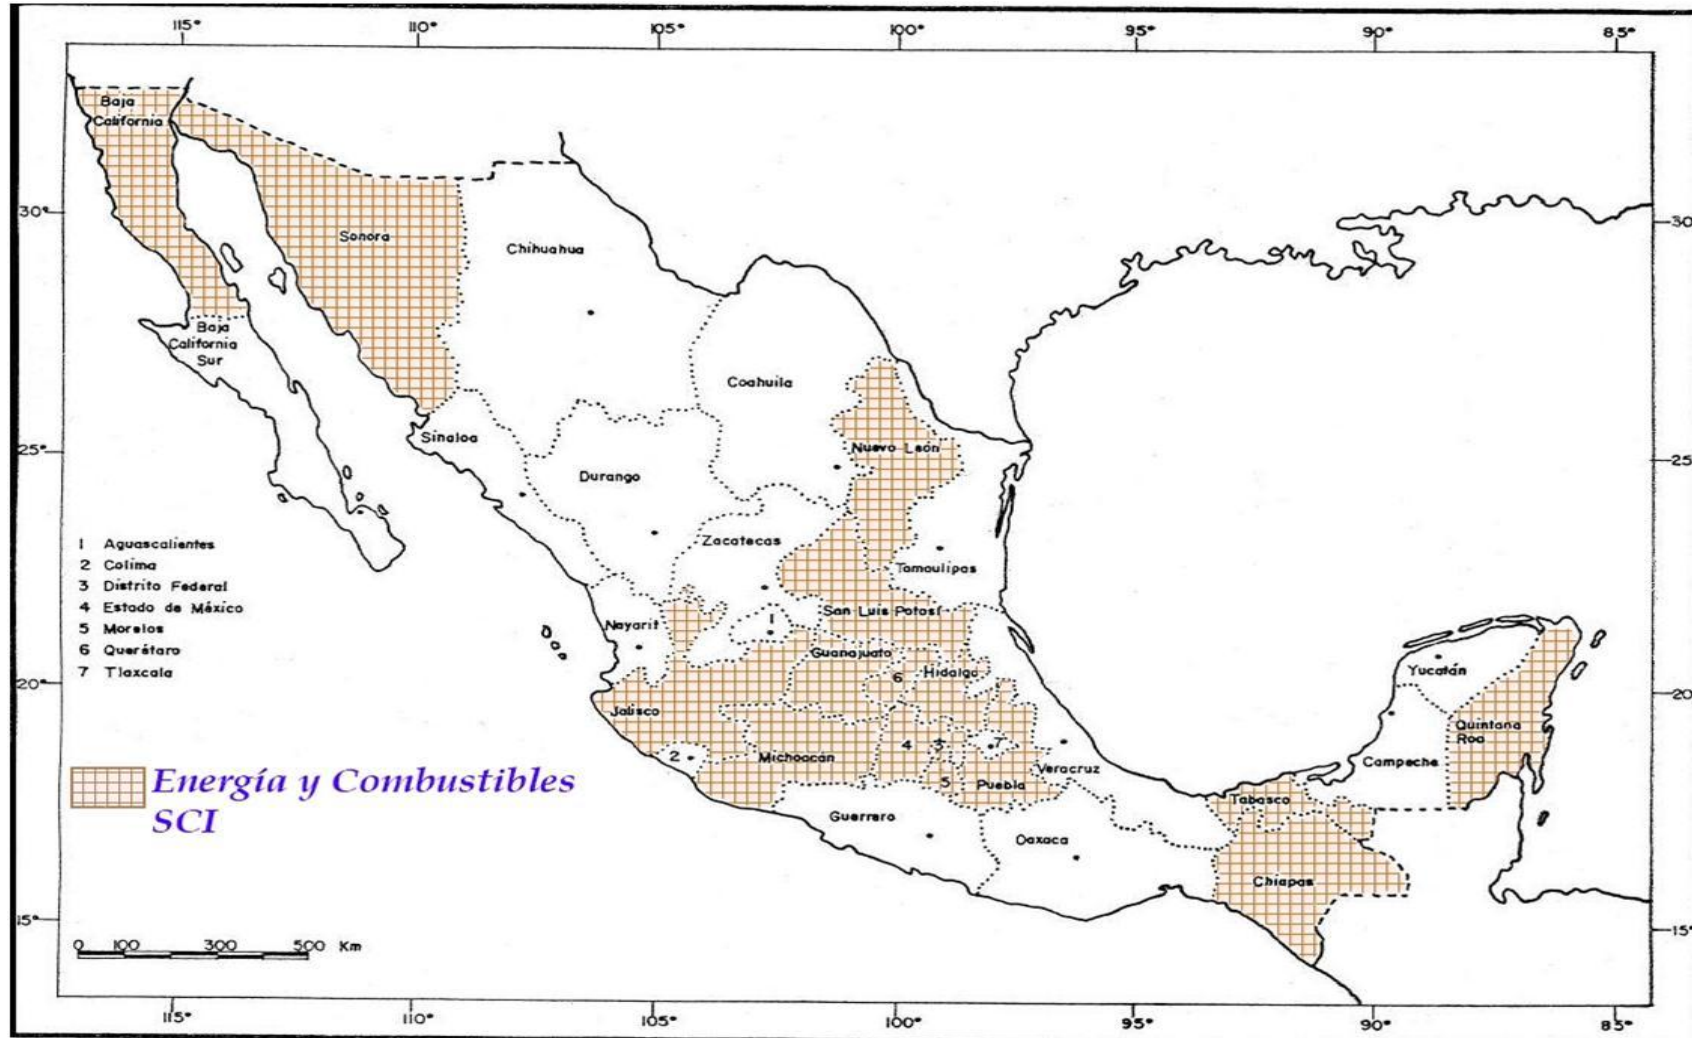 115°
110°
105°
100°
95°
90°
85°
Baja
California
Sonora
Chihuahua
30°
30
Baja
California
Sur
Coahuila
Sinaloa
Nuevo León
25°
25
Durango
Zacatecas
Tamaulipas
1 Aguascalientes
2 Colima
3 Distrito Federal
4 Estado de México
5 Morelos
6 Querétaro
7 Tlaxcala
San Luis Potosí
Nayarit
1
Guanajuato
Hidalgo
6
Yucatán
20°
20
Jalisco
Quintana
Roo
2
Michoacán
4
3
7
Veracruz
Campeche
5
Puebla
Tabasco
Energía y Combustibles
SCI
Guerrero
Oaxaca
Chiapas
15°
15°
0 100 300 500 Km
115°
110°
105°
100°
95°
90°
85°